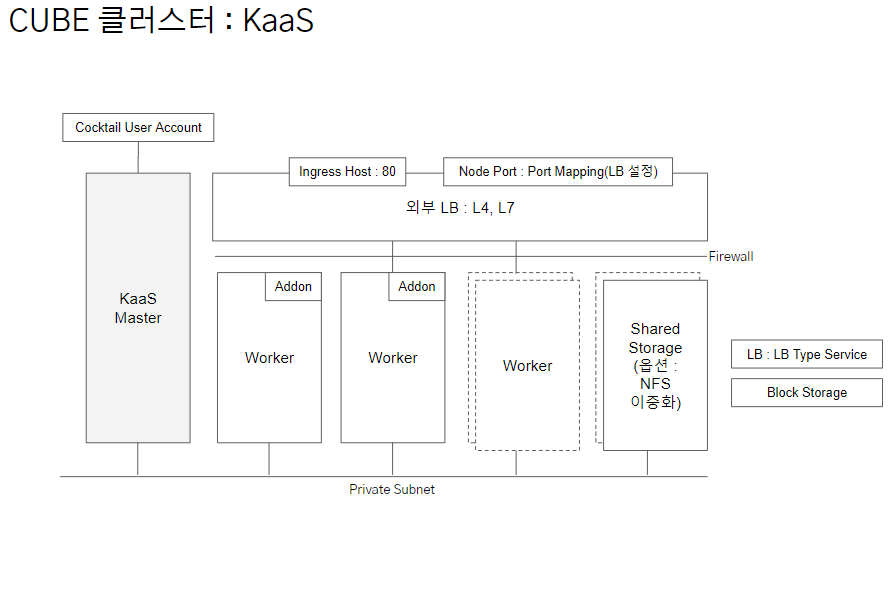 CUBE 클러스터 : KaaS
Cocktail User Account
Ingress Host : 80
Node Port : Port Mapping(LB 설정)
외부 LB : L4, L7
Firewall
KaaS
Master
Addon
Worker
Addon
Worker
Worker
Shared
Storage
(옵션 :
NFS
이중화)
LB : LB Type Service
Block Storage
Private Subnet